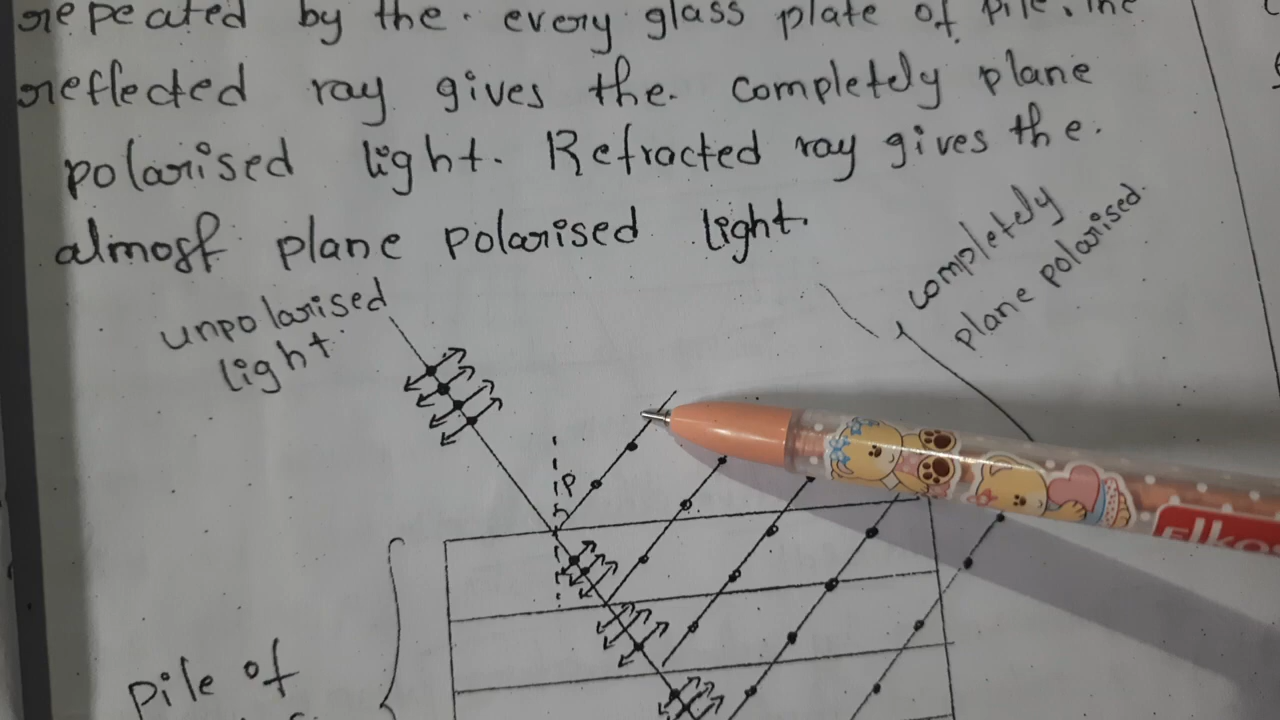 repeated by the. every glass plate of pile. The
reflected ray gives the. completely plane
polarised light. Refracted ray gives the.
almost plane polarised light.
unpolarised
light.
completely
plane polarised.
P
Elkos
Pile of